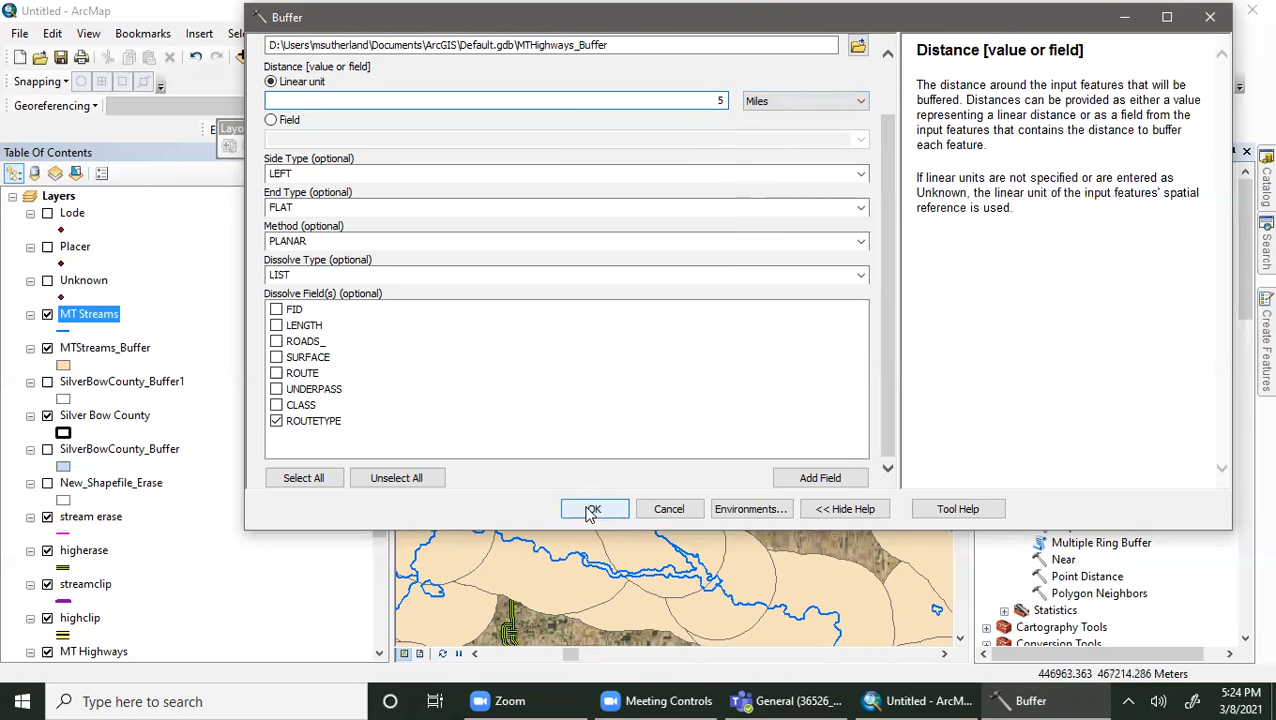 Untitled - ArcMap
Buffer
File Edit View Bookmarks Insert
D:\Users\msutherland\Documents\ArcGIS\Default.gdb\MTHighways_Buffer
Distance [value or field]
Distance [value or field]
Snapping
Linear unit
The distance around the input features that will be
buffered. Distances can be provided as either a value
representing a linear distance or as a field from the
input features that contains the distance to buffer
each feature.
5 Miles
Georeferencing
Field
Table Of Contents
Side Type (optional)
LEFT
If linear units are not specified or are entered as
Unknown, the linear unit of the input features' spatial
reference is used.
Catalog
Search
Create Features
End Type (optional)
FLAT
Method (optional)
PLANAR
Dissolve Type (optional)
LIST
Dissolve Field(s) (optional)
FID
LENGTH
ROADS_
SURFACE
ROUTE
UNDERPASS
CLASS
ROUTETYPE
Select All Unselect All Add Field
OK Cancel Environments... << Hide Help Tool Help
Layers
Lode
Placer
Unknown
MT Streams
MTStreams_Buffer
SilverBowCounty_Buffer1
Silver Bow County
SilverBowCounty_Buffer
New_Shapefile_Erase
stream erase
higherase
streamclip
highclip
MT Highways
Multiple Ring Buffer
Near
Point Distance
Polygon Neighbors
Statistics
Cartography Tools
Conversion Tools
446963.363 467214.286 Meters
Type here to search
Zoom
Meeting Controls
General (36526_...
Untitled - ArcM...
Buffer
5:24 PM
3/8/2021